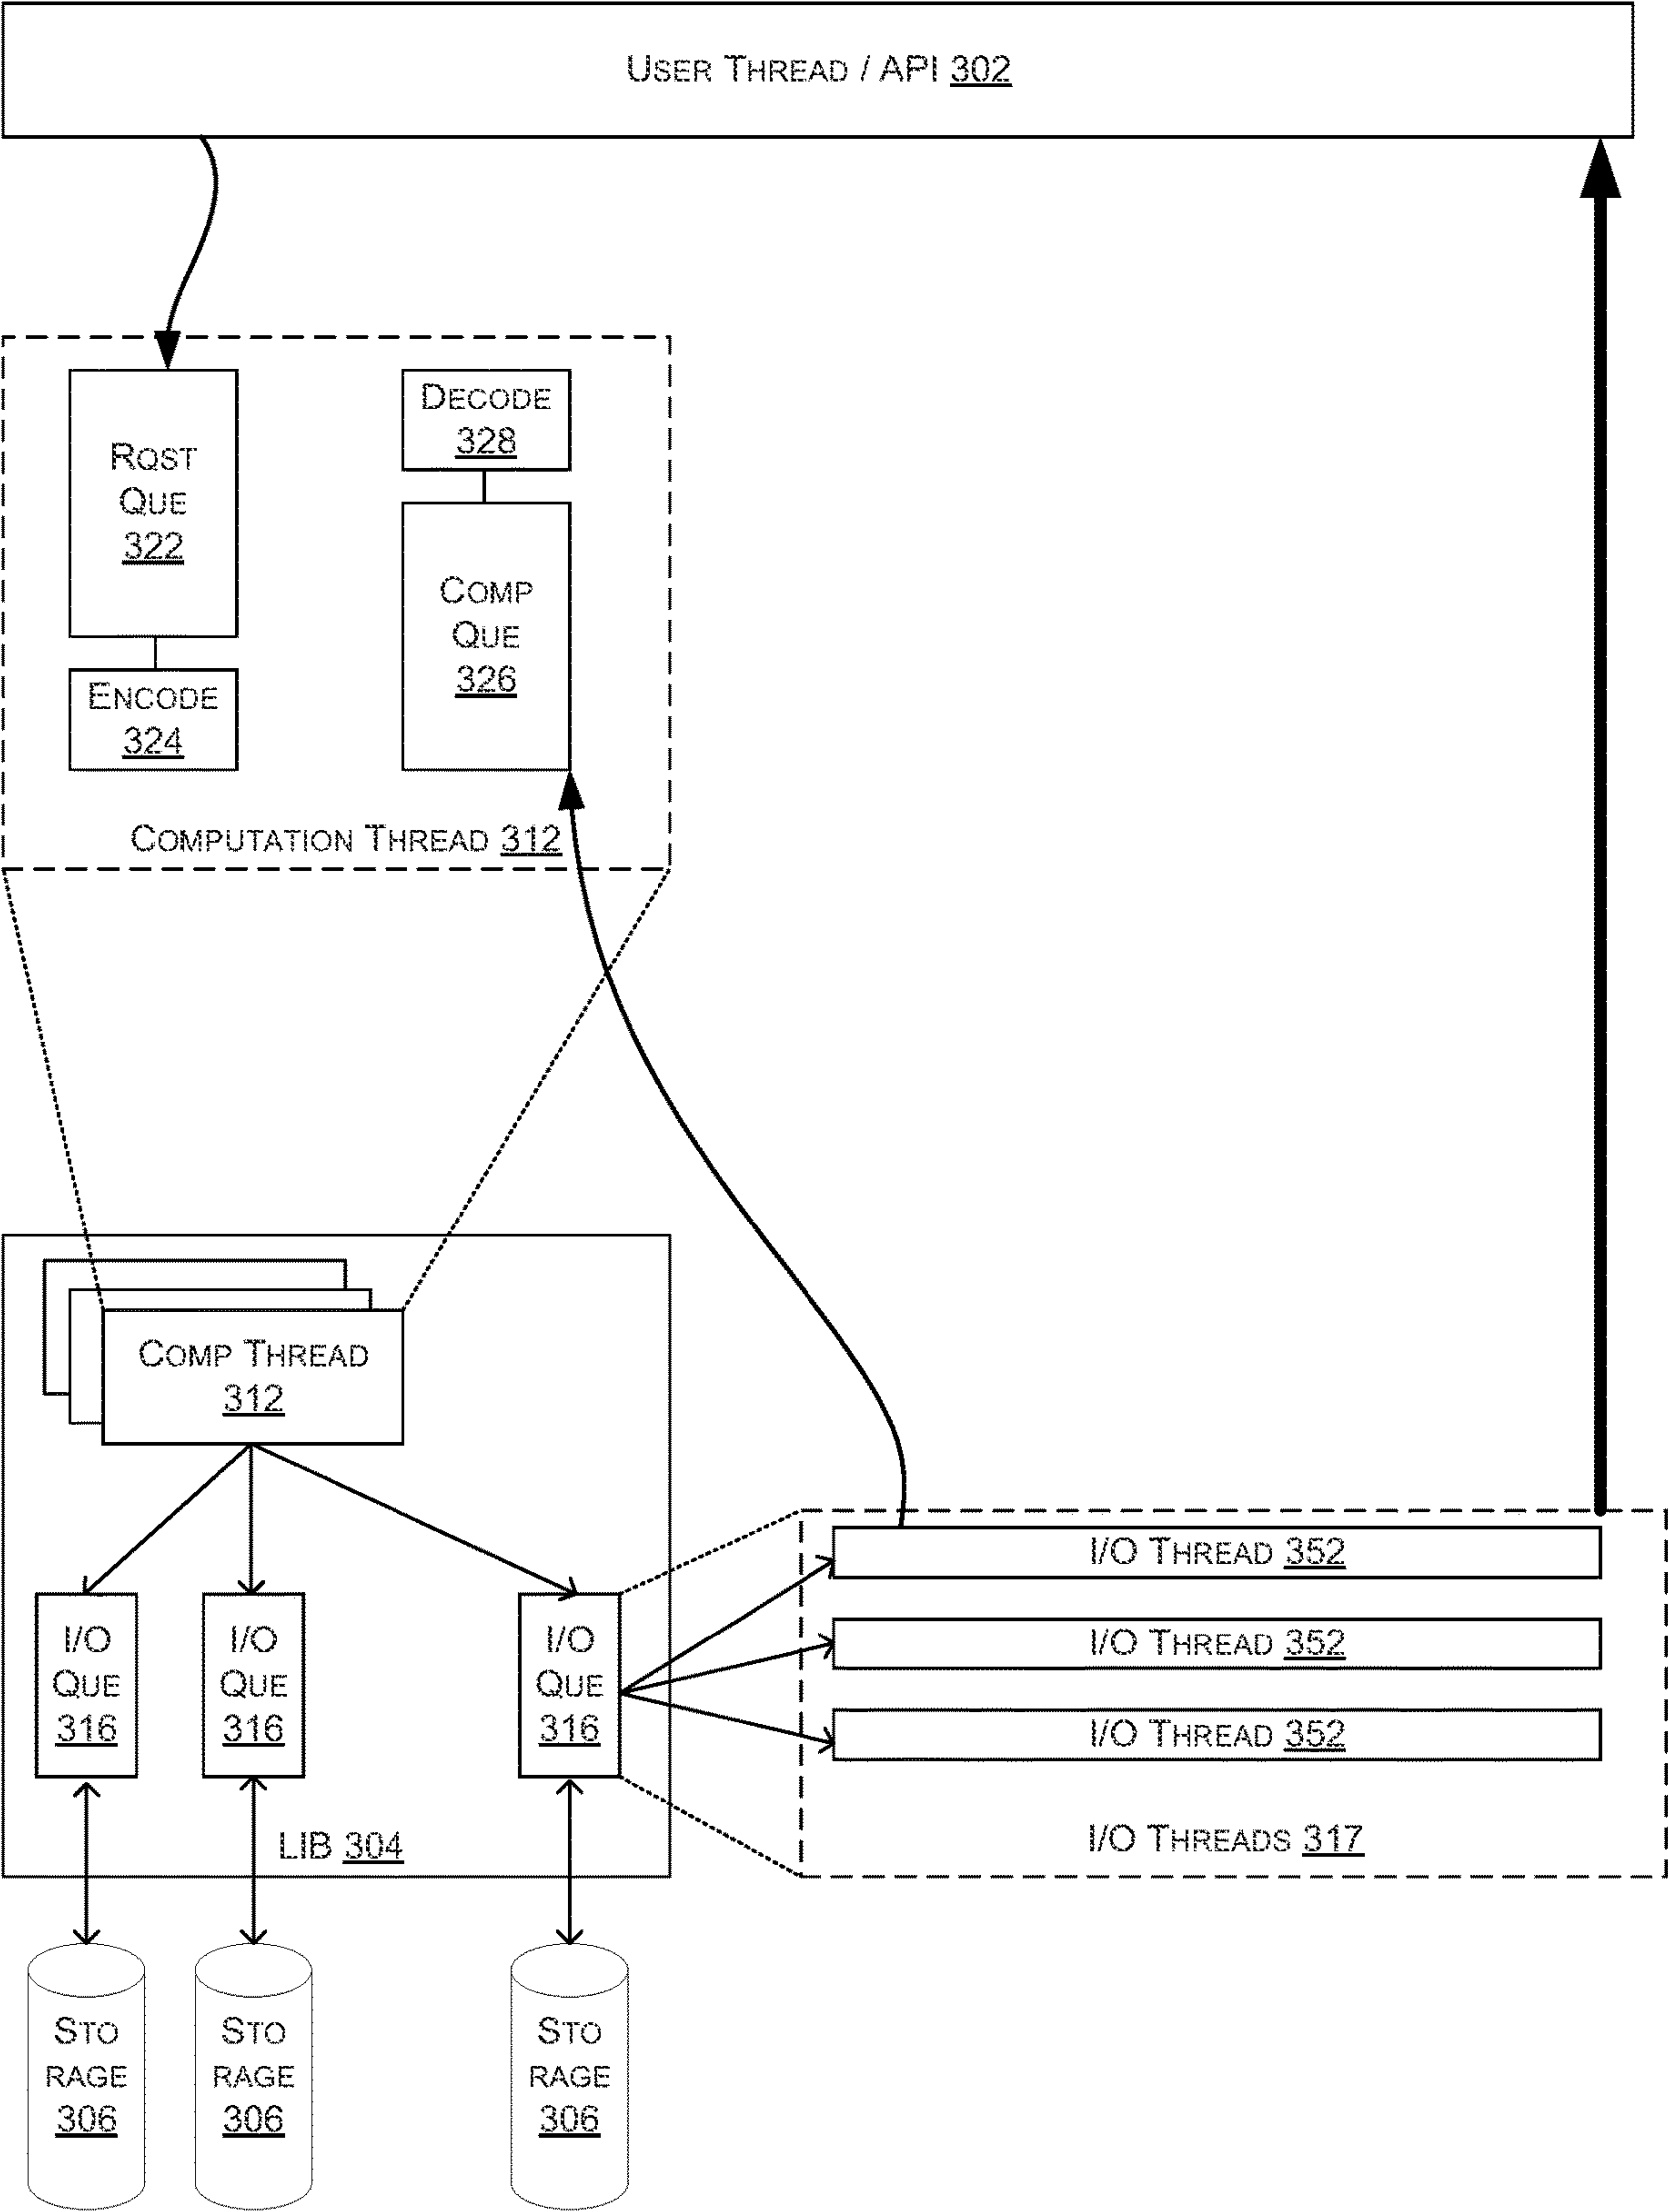 USER THREAD / API 302
RQST
QUE
322
ENCODE
324
DECODE
328
COMP
QUE
326
COMPUTATION THREAD 312
COMP THREAD
312
I/O
QUE
316
I/O
QUE
316
I/O
QUE
316
LIB 304
I/O THREAD 352
I/O THREAD 352
I/O THREAD 352
I/O THREADS 317
STO
RAGE
306
STO
RAGE
306
STO
RAGE
306